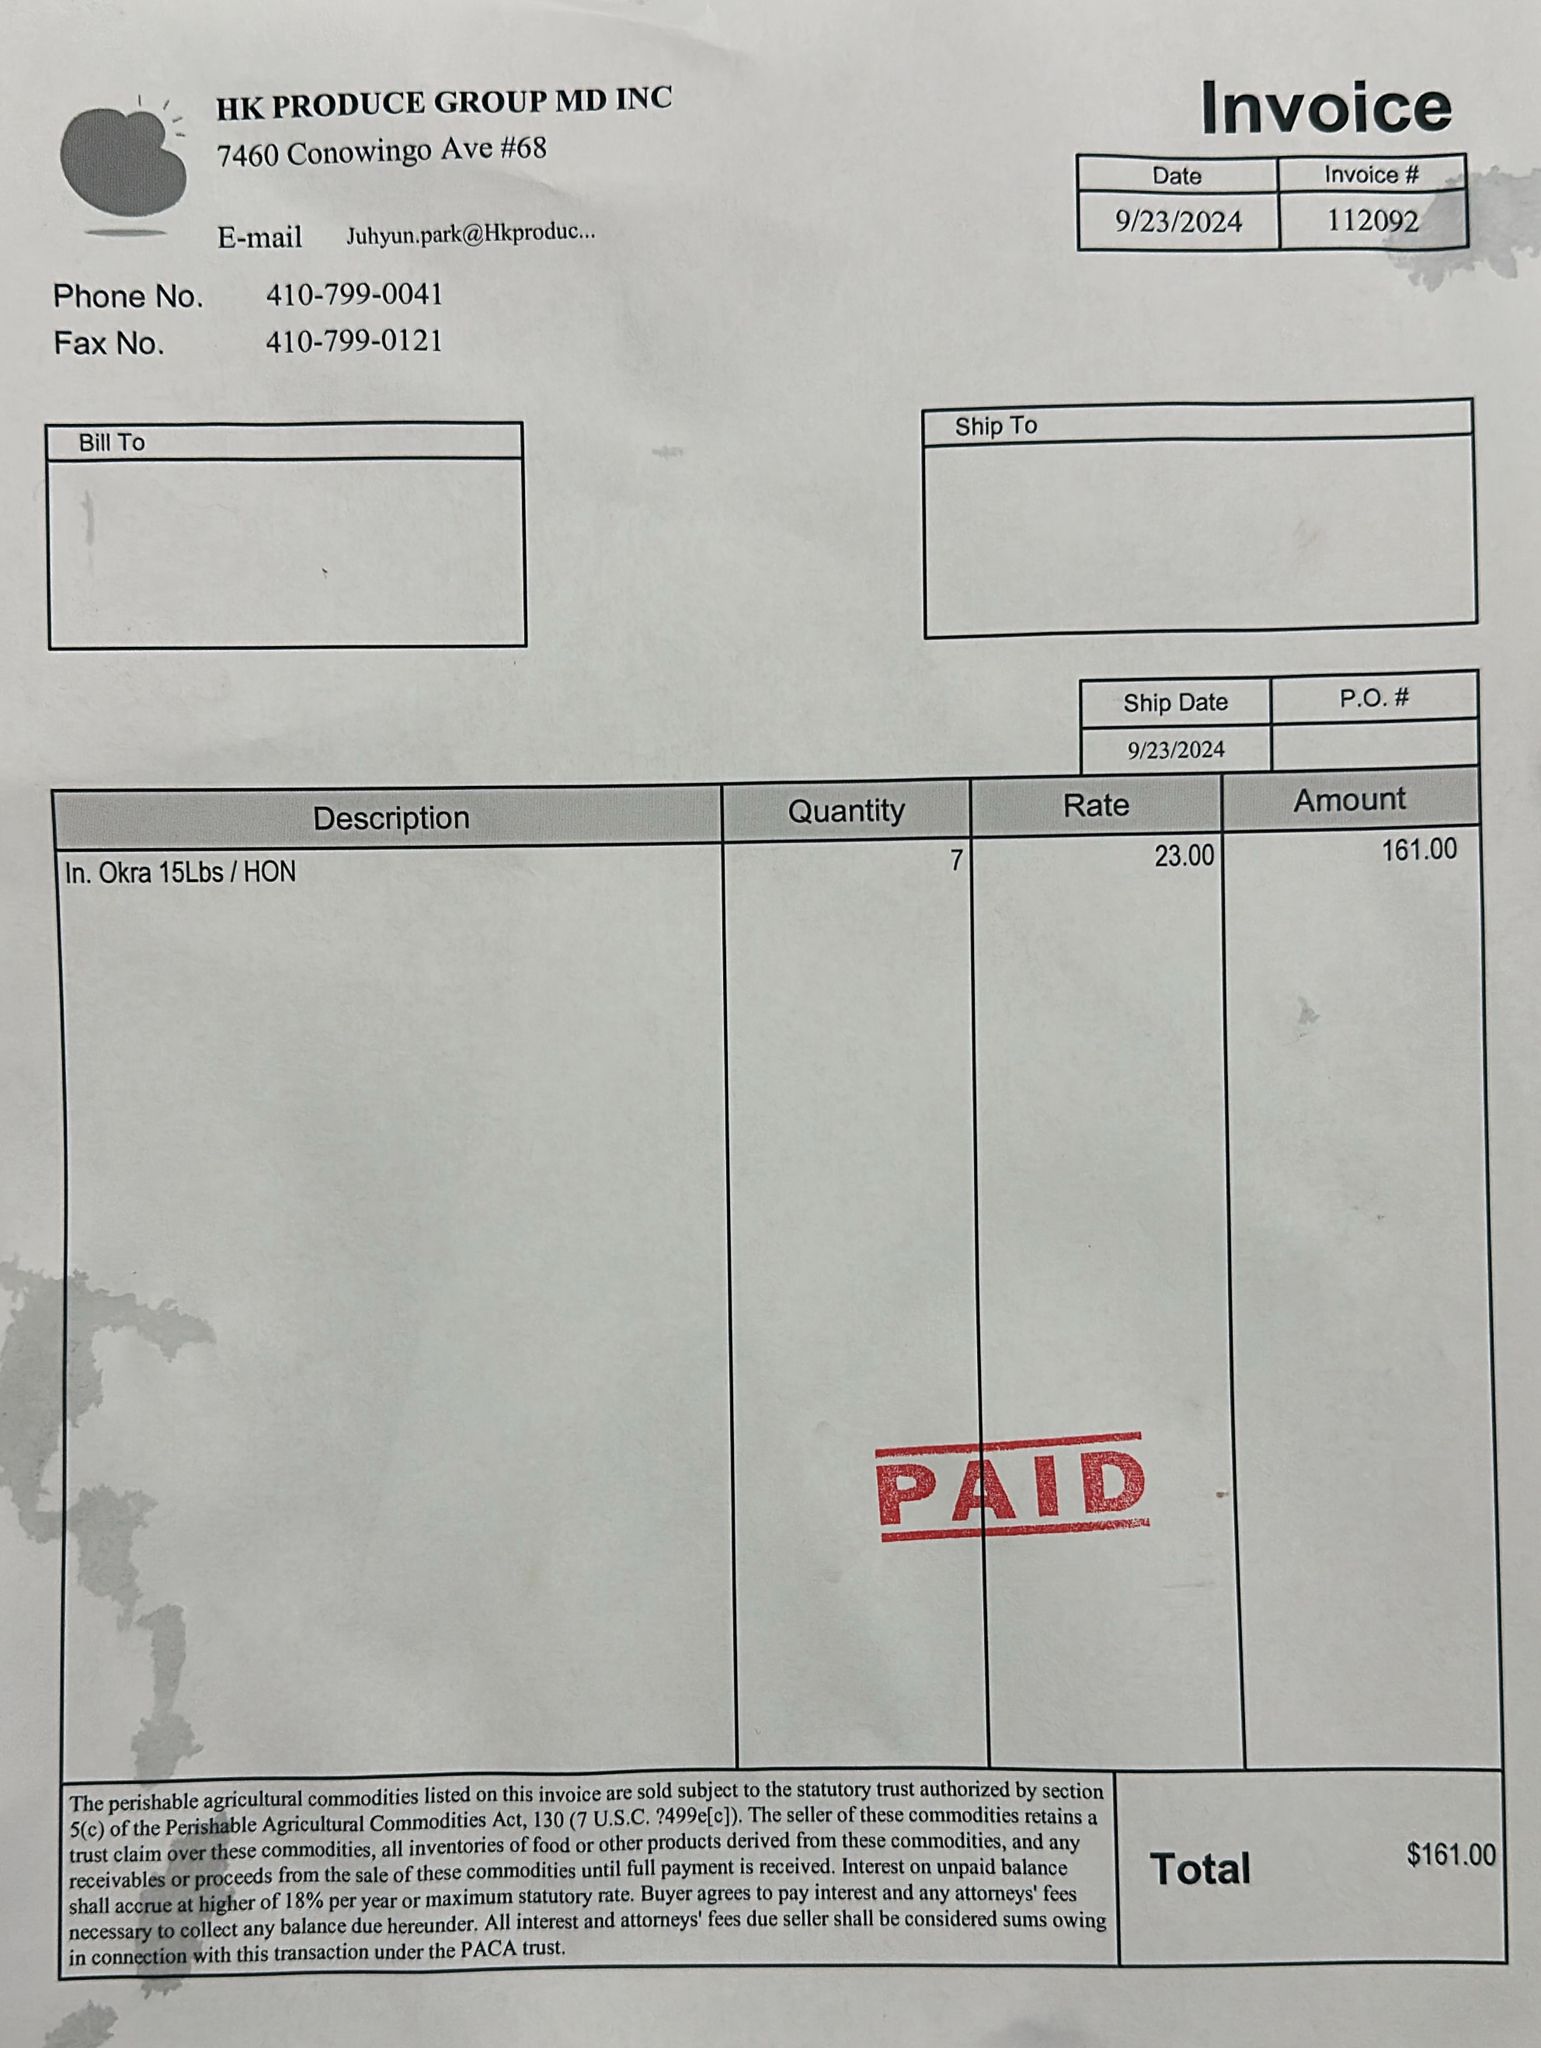 HK PRODUCE GROUP MD INC
7460 Conowingo Ave #68
E-mail Juhyun.park@Hkproduc...
Phone No. 410-799-0041
Fax No. 410-799-0121
Invoice
Date Invoice #
9/23/2024 112092
Bill To
Ship To
Ship Date P.O. #
9/23/2024
Description Quantity Rate Amount
In. Okra 15Lbs / HON 7 23.00 161.00
PAID
The perishable agricultural commodities listed on this invoice are sold subject to the statutory trust authorized by section
5(c) of the Perishable Agricultural Commodities Act, 130 (7 U.S.C. ?499e[c]). The seller of these commodities retains a
trust claim over these commodities, all inventories of food or other products derived from these commodities, and any
receivables or proceeds from the sale of these commodities until full payment is received. Interest on unpaid balance
shall accrue at higher of 18% per year or maximum statutory rate. Buyer agrees to pay interest and any attorneys' fees
necessary to collect any balance due hereunder. All interest and attorneys' fees due seller shall be considered sums owing
in connection with this transaction under the PACA trust.
Total $161.00